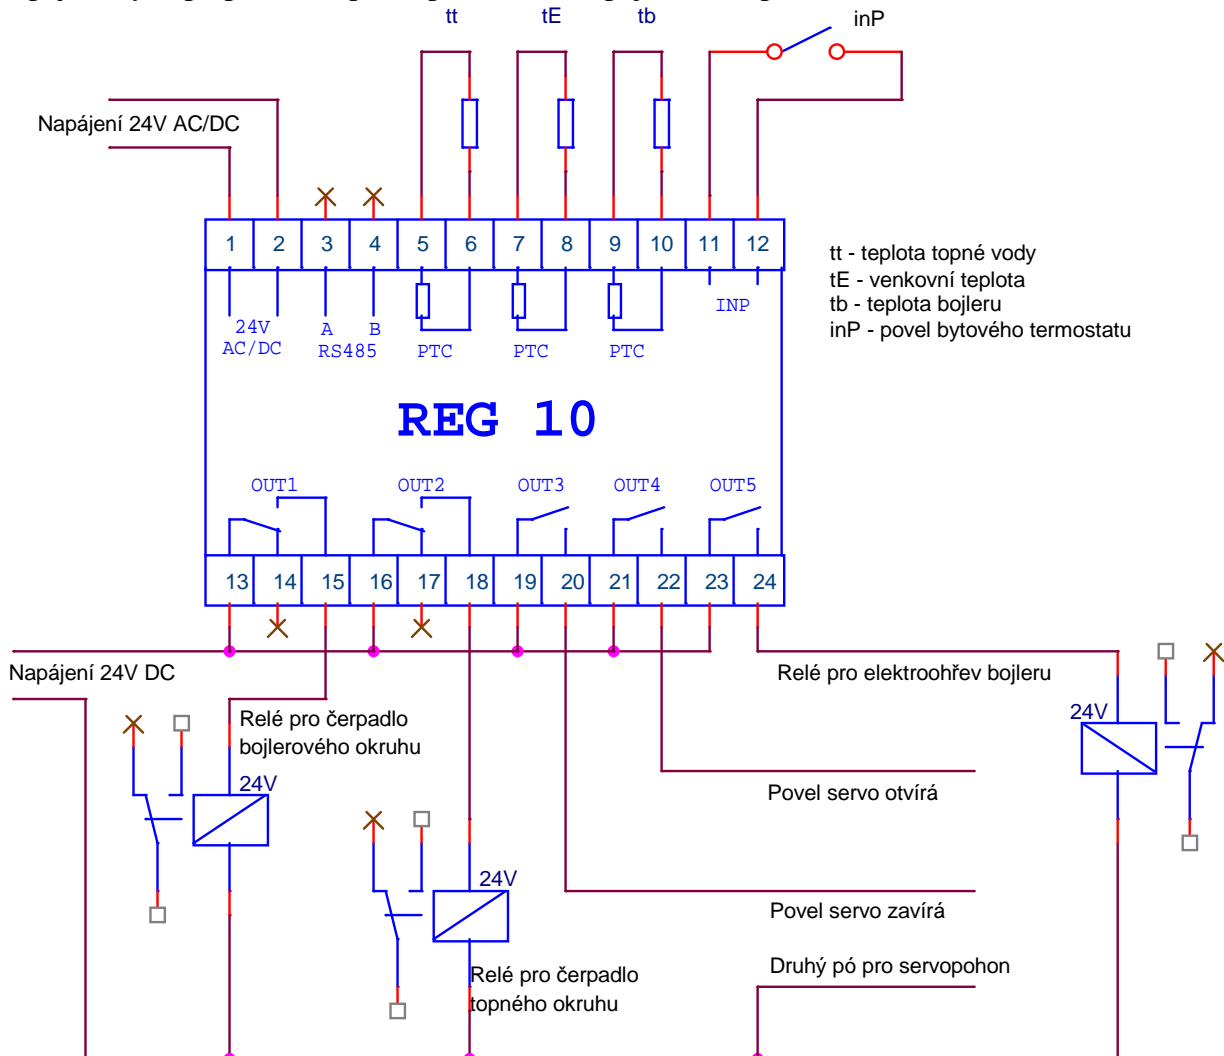 tt tE tb inP
Napájení 24V AC/DC
1 2 3 4 5 6 7 8 9 10 11 12
tt - teplota topné vody
tE - venkovní teplota
tb - teplota bojleru
inP - povel bytového termostatu
24V
AC/DC
A B
RS485
PTC PTC PTC
INP
REG 10
OUT1 OUT2 OUT3 OUT4 OUT5
13 14 15 16 17 18 19 20 21 22 23 24
Napájení 24V DC
Relé pro elektroohřev bojleru
24V
Relé pro čerpadlo
bojlerového okruhu
24V
Povel servo otvírá
24V
Povel servo zavírá
Relé pro čerpadlo
topného okruhu
Druhý pó pro servopohon